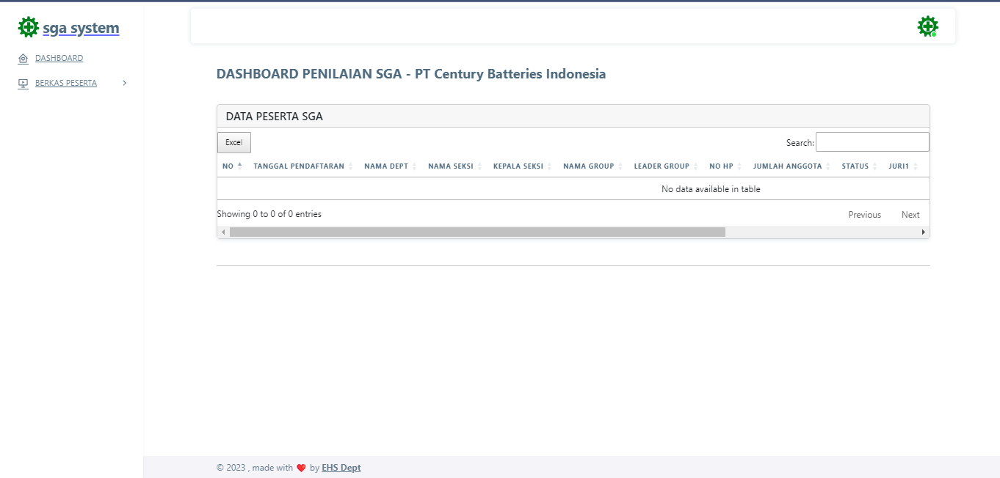 sga system
DASHBOARD
BERKAS PESERTA
DASHBOARD PENILAIAN SGA - PT Century Batteries Indonesia
DATA PESERTA SGA
Excel Search:
NO TANGGAL PENDAFTARAN NAMA DEPT NAMA SEKSI KEPALA SEKSI NAMA GROUP LEADER GROUP NO HP JUMLAH ANGGOTA STATUS JURI1
No data available in table
Showing 0 to 0 of 0 entries Previous Next
© 2023 , made with ❤️ by EHS Dept